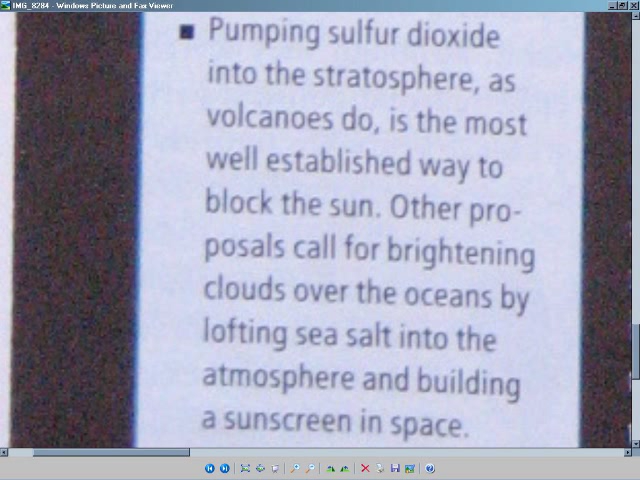 IMG_8284 - Windows Picture and Fax Viewer
■ Pumping sulfur dioxide
into the stratosphere, as
volcanoes do, is the most
well established way to
block the sun. Other pro-
posals call for brightening
clouds over the oceans by
lofting sea salt into the
atmosphere and building
a sunscreen in space.